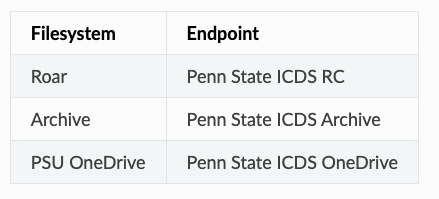 Filesystem Endpoint
Roar Penn State ICDS RC
Archive Penn State ICDS Archive
PSU OneDrive Penn State ICDS OneDrive